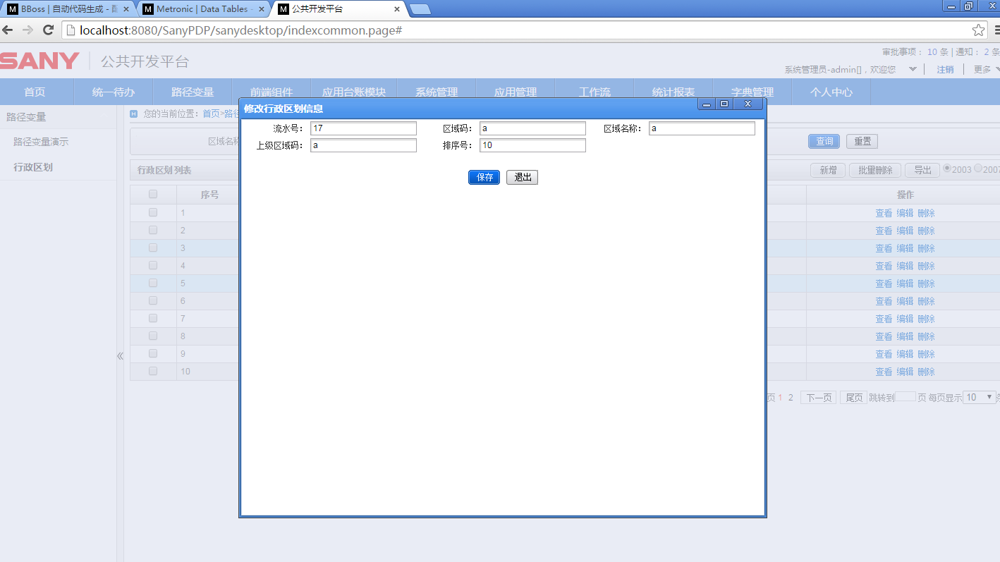 BBoss | 自动代码生成 - 配
Metronic | Data Tables -
公共开发平台
localhost:8080/SanyPDP/sanydesktop/indexcommon.page#
审批事项： 10 条 | 通知： 2 条
SANY 公共开发平台
系统管理员-admin[]，欢迎您 注销 更多
首页 统一待办 路径变量 前端组件 应用台账模块 系统管理 应用管理 工作流 统计报表 字典管理 个人中心
路径变量
路径变量演示
行政区划
您的当前位置：首页>路径
区域名称
查询 重置
行政区划列表
新增 批量删除 导出 2003 2007
序号 操作
1 查看 编辑 删除
2 查看 编辑 删除
3 查看 编辑 删除
4 查看 编辑 删除
5 查看 编辑 删除
6 查看 编辑 删除
7 查看 编辑 删除
8 查看 编辑 删除
9 查看 编辑 删除
10 查看 编辑 删除
页 1 2 下一页 尾页 跳转到 页 每页显示 10 条
修改行政区划信息
流水号： 17 区域码： a 区域名称： a
上级区域码： a 排序号： 10
保存 退出